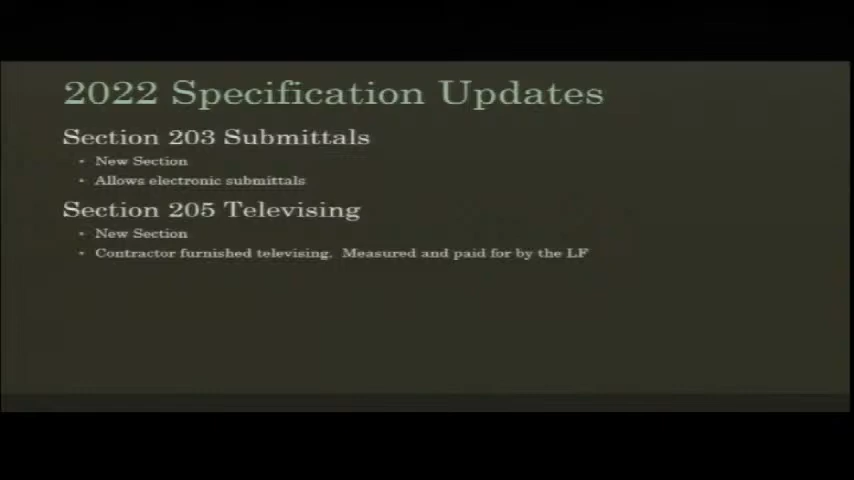 2022 Specification Updates
Section 203 Submittals
• New Section
• Allows electronic submittals
Section 205 Televising
• New Section
• Contractor furnished televising.  Measured and paid for by the LF